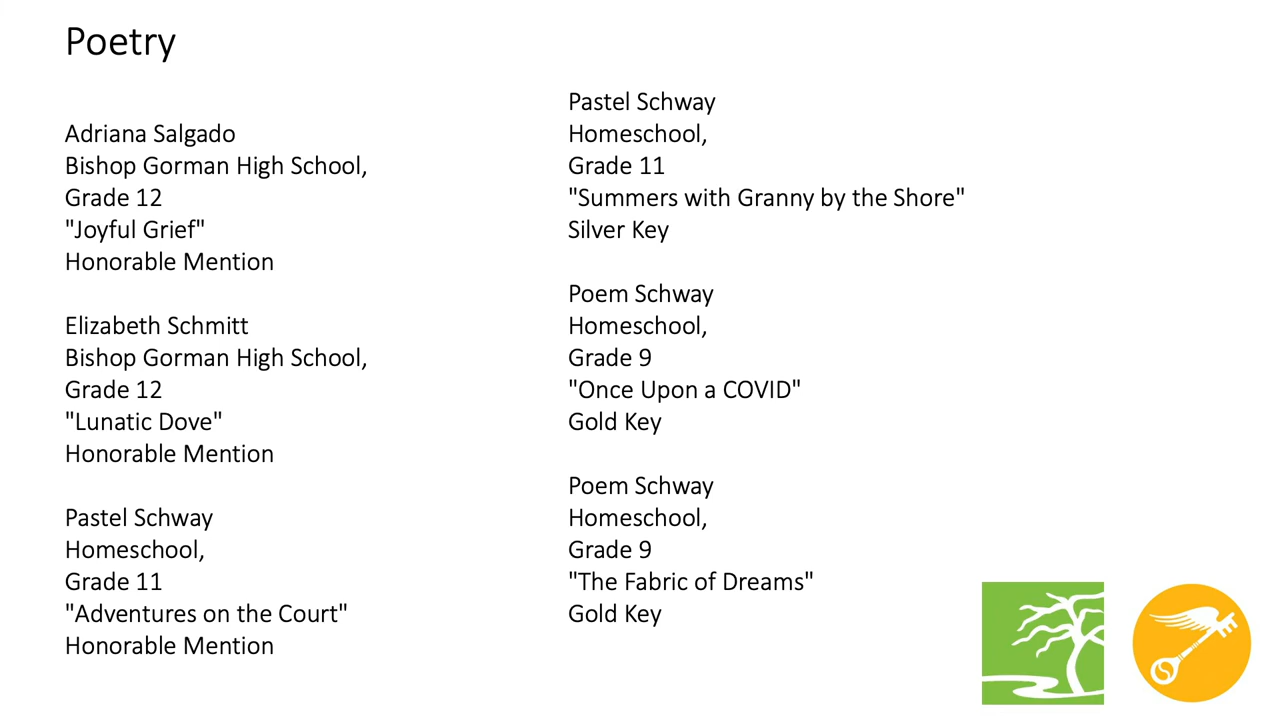 Poetry
Adriana Salgado
Bishop Gorman High School,
Grade 12
"Joyful Grief"
Honorable Mention
Elizabeth Schmitt
Bishop Gorman High School,
Grade 12
"Lunatic Dove"
Honorable Mention
Pastel Schway
Homeschool,
Grade 11
"Adventures on the Court"
Honorable Mention
Pastel Schway
Homeschool,
Grade 11
"Summers with Granny by the Shore"
Silver Key
Poem Schway
Homeschool,
Grade 9
"Once Upon a COVID"
Gold Key
Poem Schway
Homeschool,
Grade 9
"The Fabric of Dreams"
Gold Key